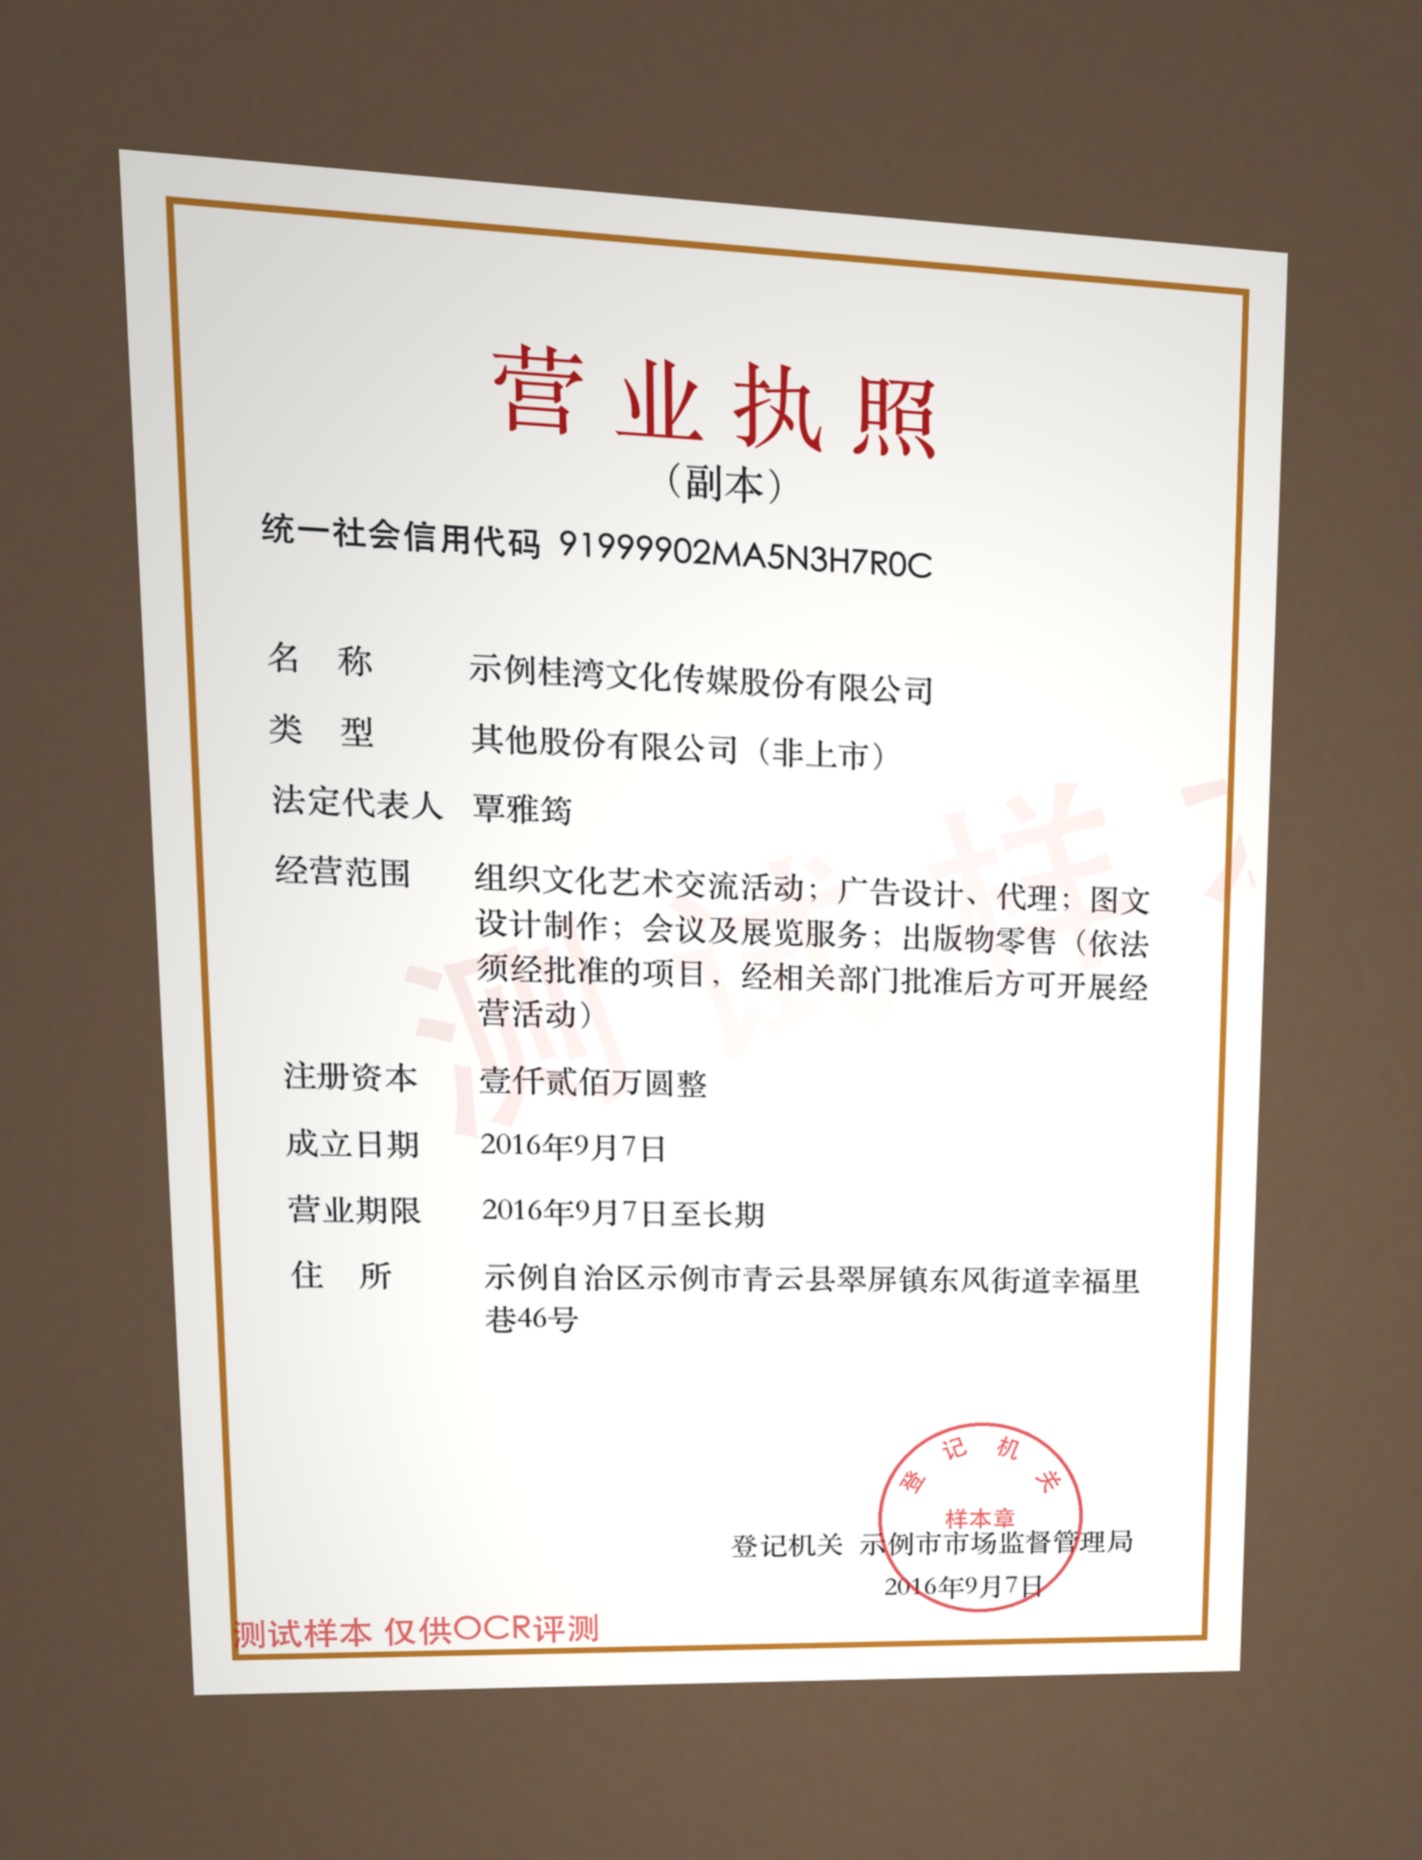 营业执照
（副本）
统一社会信用代码 91999902MA5N3H7R0C
名 称 示例桂湾文化传媒股份有限公司
类 型 其他股份有限公司（非上市）
法定代表人 覃雅筠
经营范围 组织文化艺术交流活动；广告设计、代理；图文
设计制作；会议及展览服务；出版物零售（依法
须经批准的项目，经相关部门批准后方可开展经
营活动）
注册资本 壹仟贰佰万圆整
成立日期 2016年9月7日
营业期限 2016年9月7日至长期
住 所 示例自治区示例市青云县翠屏镇东风街道幸福里
巷46号
登记机关
样本章
登记机关 示例市市场监督管理局
2016年9月7日
测试样本 仅供OCR评测
测试样